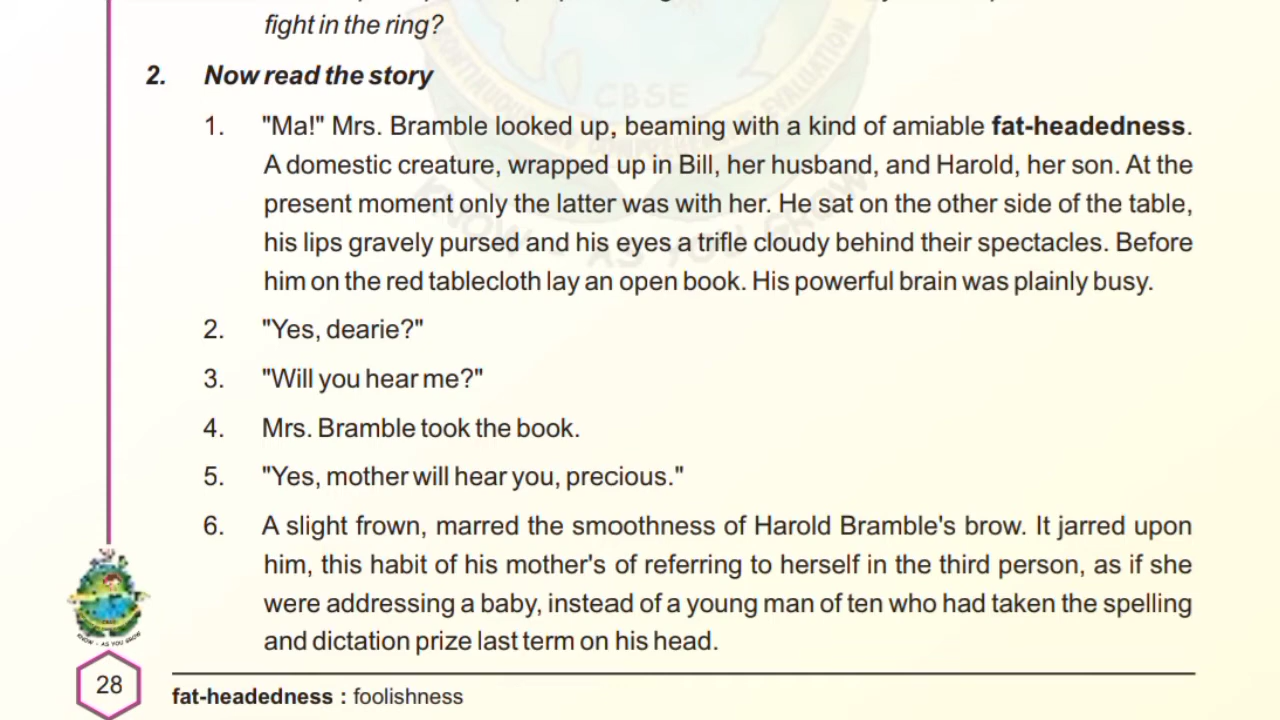 fight in the ring?
2. Now read the story
1. "Ma!" Mrs. Bramble looked up, beaming with a kind of amiable fat-headedness.
A domestic creature, wrapped up in Bill, her husband, and Harold, her son. At the
present moment only the latter was with her. He sat on the other side of the table,
his lips gravely pursed and his eyes a trifle cloudy behind their spectacles. Before
him on the red tablecloth lay an open book. His powerful brain was plainly busy.
2. "Yes, dearie?"
3. "Will you hear me?"
4. Mrs. Bramble took the book.
5. "Yes, mother will hear you, precious."
6. A slight frown, marred the smoothness of Harold Bramble's brow. It jarred upon
him, this habit of his mother's of referring to herself in the third person, as if she
were addressing a baby, instead of a young man of ten who had taken the spelling
and dictation prize last term on his head.
KNOW - AS YOU GROW
28
fat-headedness : foolishness
CBSE